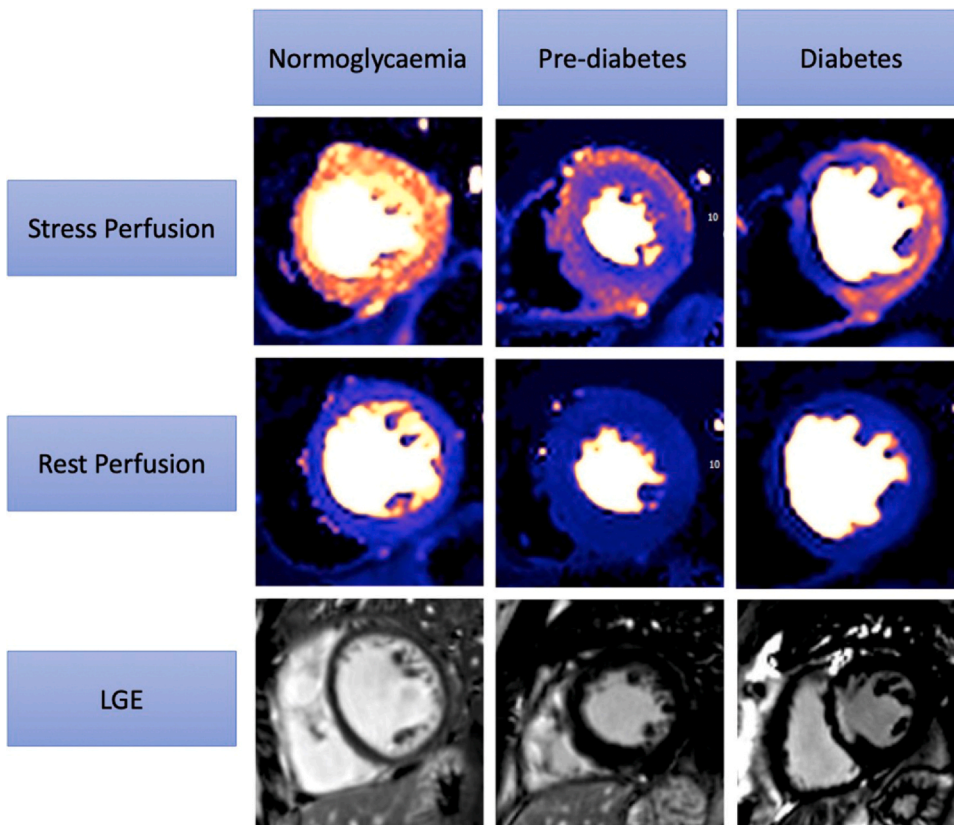 Normoglycaemia
Pre-diabetes
Diabetes
Stress Perfusion
10
Rest Perfusion
10
LGE